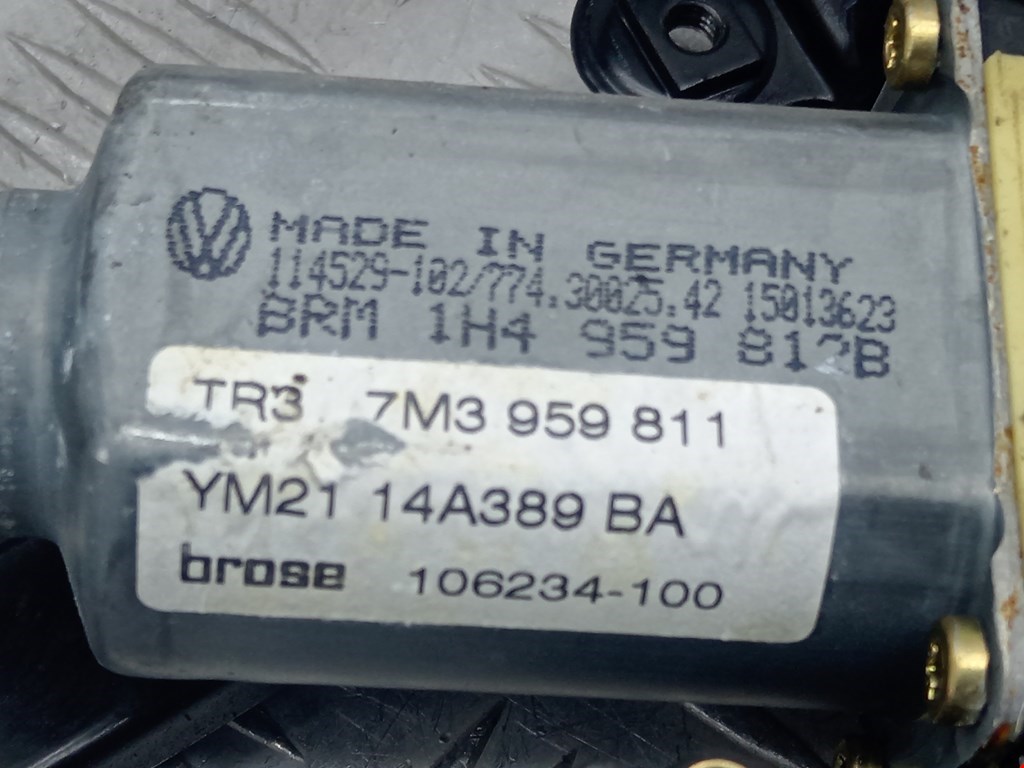 MADE IN GERMANY
114529-102/774.30025.42 15013623
BRM 1H4 959
TR3 7M3 959 811
YM21 14A389 BA
brose 106234-100